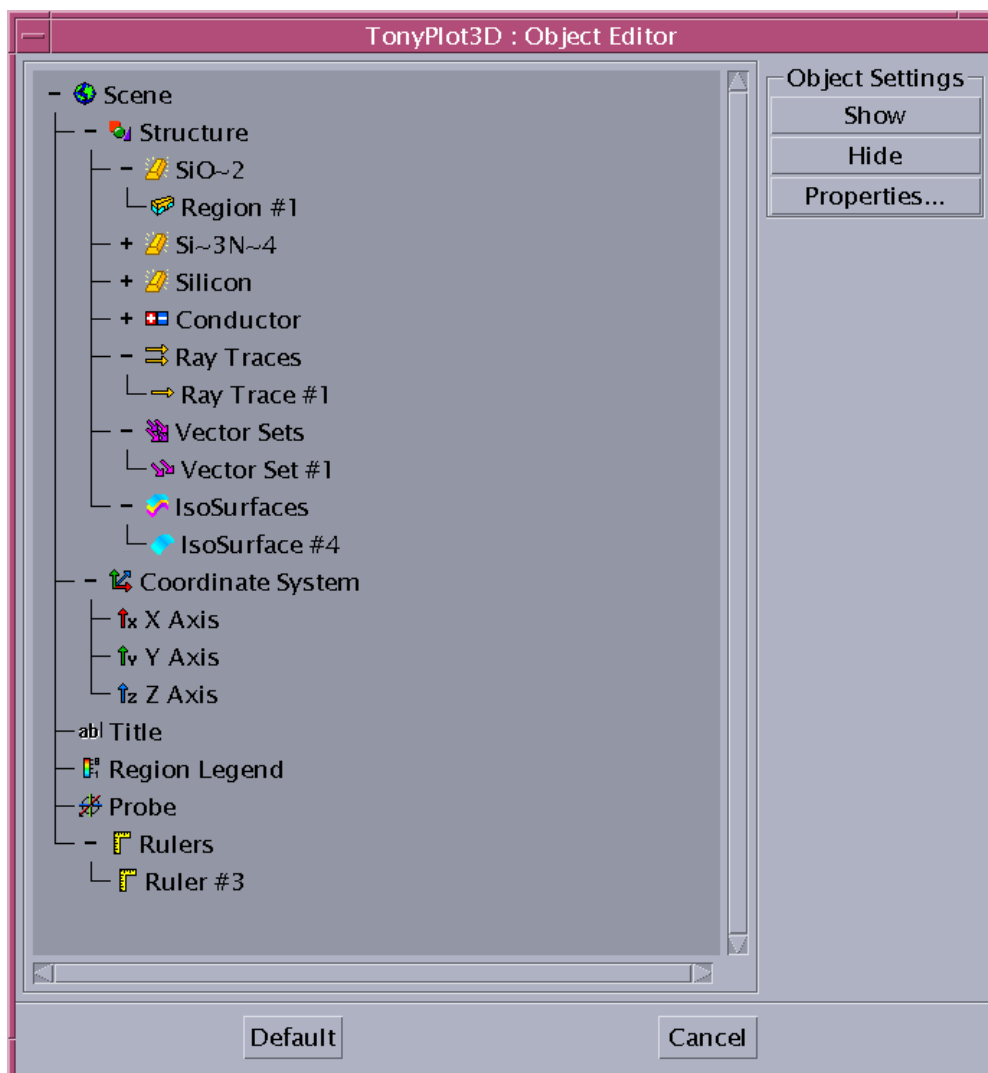 TonyPlot3D : Object Editor
Scene
Structure
SiO~2
Region #1
Si~3N~4
Silicon
Conductor
Ray Traces
Ray Trace #1
Vector Sets
Vector Set #1
IsoSurfaces
IsoSurface #4
Coordinate System
X X Axis
Y Y Axis
Z Z Axis
abl Title
Region Legend
Probe
Rulers
Ruler #3
Object Settings
Show
Hide
Properties...
Default
Cancel